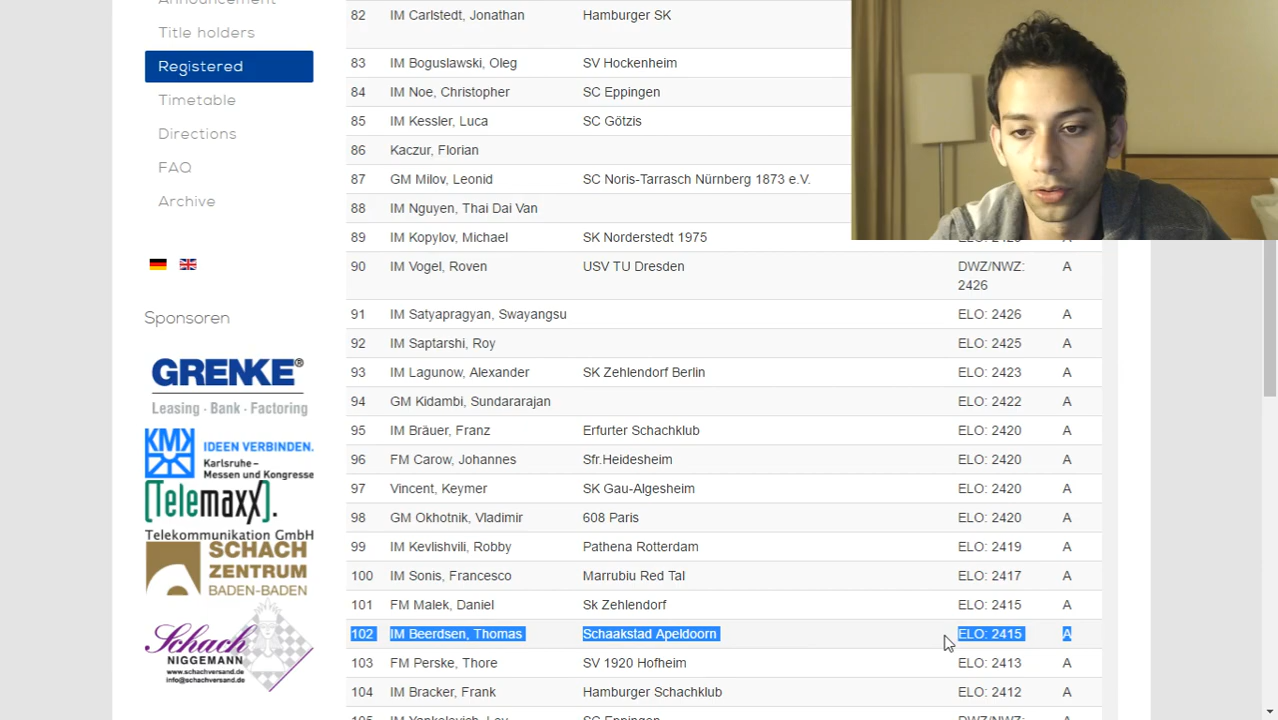 Announcement
Title holders
Registered
Timetable
Directions
FAQ
Archive
Sponsoren
GRENKE®
Leasing · Bank · Factoring
KMK IDEEN VERBINDEN.
Karlsruhe –
Messen und Kongresse
[Telemaxx].
Telekommunikation GmbH
SCHACH
ZENTRUM
BADEN-BADEN
Schach
NIGGEMANN
www.schachversand.de
info@schachversand.de
82 IM Carlstedt, Jonathan Hamburger SK
83 IM Boguslawski, Oleg SV Hockenheim
84 IM Noe, Christopher SC Eppingen
85 IM Kessler, Luca SC Götzis
86 Kaczur, Florian
87 GM Milov, Leonid SC Noris-Tarrasch Nürnberg 1873 e.V.
88 IM Nguyen, Thai Dai Van
89 IM Kopylov, Michael SK Norderstedt 1975
90 IM Vogel, Roven USV TU Dresden DWZ/NWZ: A
2426
91 IM Satyapragyan, Swayangsu ELO: 2426 A
92 IM Saptarshi, Roy ELO: 2425 A
93 IM Lagunow, Alexander SK Zehlendorf Berlin ELO: 2423 A
94 GM Kidambi, Sundararajan ELO: 2422 A
95 IM Bräuer, Franz Erfurter Schachklub ELO: 2420 A
96 FM Carow, Johannes Sfr.Heidesheim ELO: 2420 A
97 Vincent, Keymer SK Gau-Algesheim ELO: 2420 A
98 GM Okhotnik, Vladimir 608 Paris ELO: 2420 A
99 IM Kevlishvili, Robby Pathena Rotterdam ELO: 2419 A
100 IM Sonis, Francesco Marrubiu Red Tal ELO: 2417 A
101 FM Malek, Daniel Sk Zehlendorf ELO: 2415 A
102 IM Beerdsen, Thomas Schaakstad Apeldoorn ELO: 2415 A
103 FM Perske, Thore SV 1920 Hofheim ELO: 2413 A
104 IM Bracker, Frank Hamburger Schachklub ELO: 2412 A